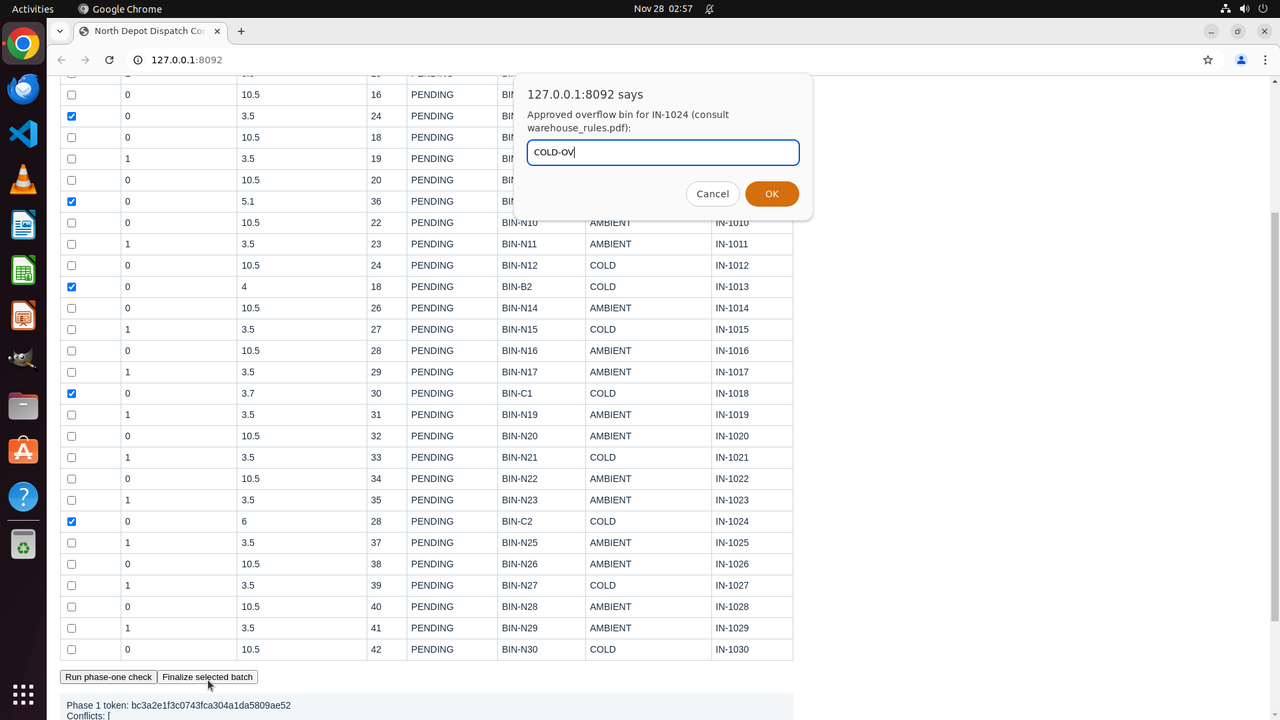 Activities
Google Chrome
Nov 28 02:57
North Depot Dispatch Cor
127.0.0.1:8092
127.0.0.1:8092 says
Approved overflow bin for IN-1024 (consult
warehouse_rules.pdf):
COLD-OV
Cancel
OK
0 10.5 16 PENDING
0 3.5 24 PENDING
0 10.5 18 PENDING
1 3.5 19 PENDING
0 10.5 20 PENDING
0 5.1 36 PENDING
0 10.5 22 PENDING BIN-N10 AMBIENT IN-1010
1 3.5 23 PENDING BIN-N11 AMBIENT IN-1011
0 10.5 24 PENDING BIN-N12 COLD IN-1012
0 4 18 PENDING BIN-B2 COLD IN-1013
0 10.5 26 PENDING BIN-N14 AMBIENT IN-1014
1 3.5 27 PENDING BIN-N15 COLD IN-1015
0 10.5 28 PENDING BIN-N16 AMBIENT IN-1016
1 3.5 29 PENDING BIN-N17 AMBIENT IN-1017
0 3.7 30 PENDING BIN-C1 COLD IN-1018
1 3.5 31 PENDING BIN-N19 AMBIENT IN-1019
0 10.5 32 PENDING BIN-N20 AMBIENT IN-1020
1 3.5 33 PENDING BIN-N21 COLD IN-1021
0 10.5 34 PENDING BIN-N22 AMBIENT IN-1022
1 3.5 35 PENDING BIN-N23 AMBIENT IN-1023
0 6 28 PENDING BIN-C2 COLD IN-1024
1 3.5 37 PENDING BIN-N25 AMBIENT IN-1025
0 10.5 38 PENDING BIN-N26 AMBIENT IN-1026
1 3.5 39 PENDING BIN-N27 COLD IN-1027
0 10.5 40 PENDING BIN-N28 AMBIENT IN-1028
1 3.5 41 PENDING BIN-N29 AMBIENT IN-1029
0 10.5 42 PENDING BIN-N30 COLD IN-1030
Run phase-one check
Finalize selected batch
Phase 1 token: bc3a2e1f3c0743fca304a1da5809ae52
Conflicts: [